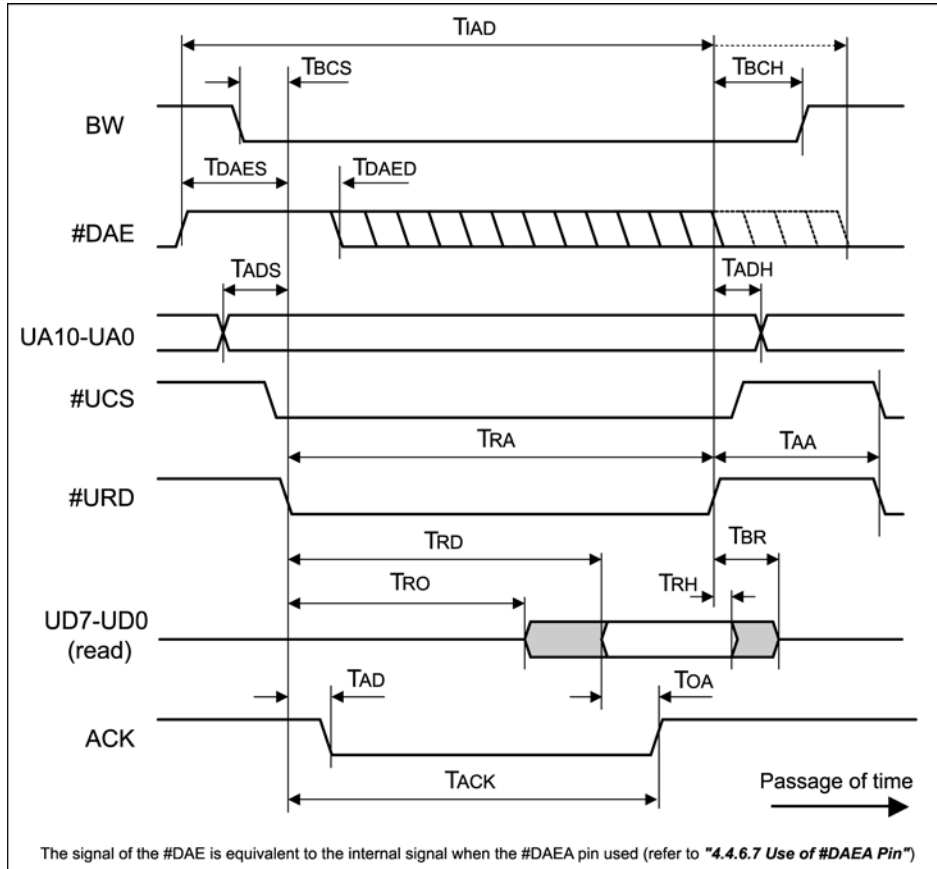 TIAD
TBCS
TBCH
BW
TDAES
TDAED
#DAE
TADS
TADH
UA10-UA0
#UCS
TRA
TAA
#URD
TRD
TBR
TRO
TRH
UD7-UD0
(read)
TAD
TOA
ACK
TACK
Passage of time
The signal of the #DAE is equivalent to the internal signal when the #DAEA pin used (refer to "4.4.6.7 Use of #DAEA Pin")